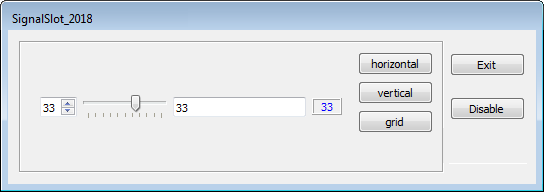 SignalSlot_2018
horizontal
Exit
vertical
33
33
33
Disable
grid